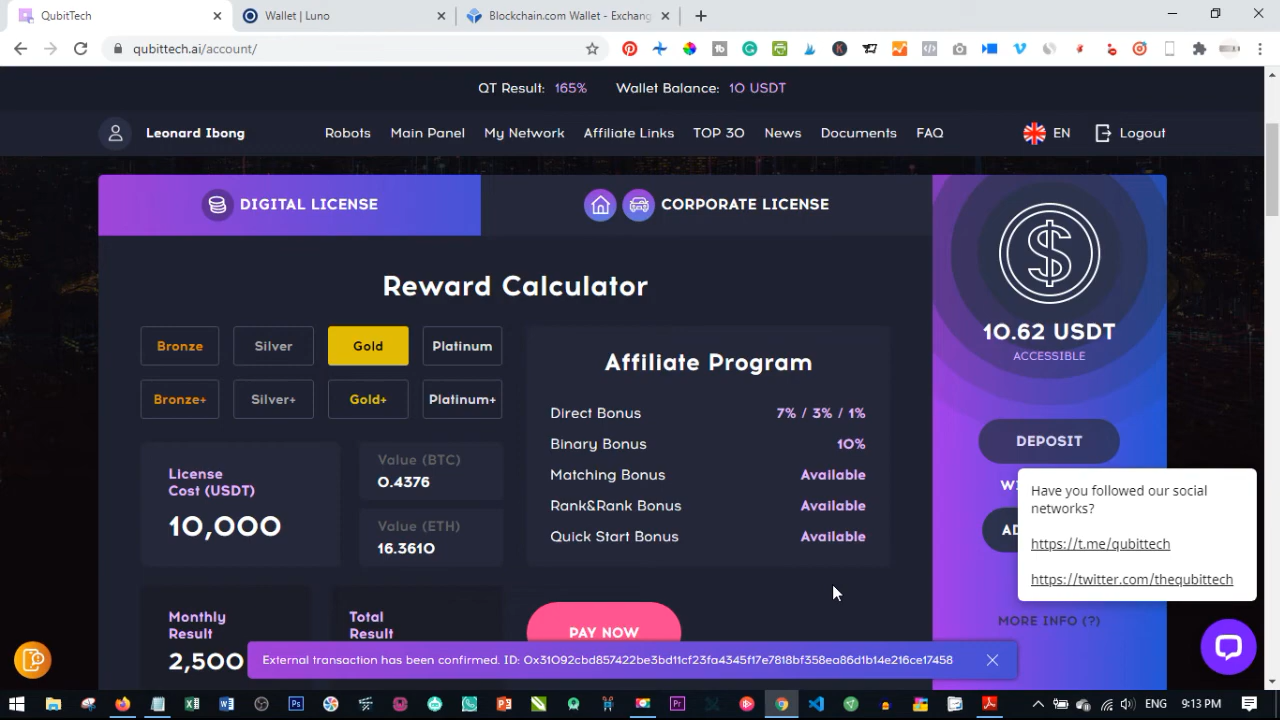 QubitTech
Wallet | Luno
Blockchain.com Wallet - Exchang
qubittech.ai/account/
QT Result: 165% Wallet Balance: 10 USDT
Leonard Ibong
Robots Main Panel My Network Affiliate Links TOP 30 News Documents FAQ
EN Logout
DIGITAL LICENSE
CORPORATE LICENSE
Reward Calculator
Bronze Silver Gold Platinum
Bronze+ Silver+ Gold+ Platinum+
License
Cost (USDT)
10,000
Value (BTC)
0.4376
Value (ETH)
16.3610
Monthly
Result
2,500
Total
Result
Affiliate Program
Direct Bonus 7% / 3% / 1%
Binary Bonus 10%
Matching Bonus Available
Rank&Rank Bonus Available
Quick Start Bonus Available
PAY NOW
10.62 USDT
ACCESSIBLE
DEPOSIT
Have you followed our social
networks?
https://t.me/qubittech
https://twitter.com/thequbittech
MORE INFO (?)
External transaction has been confirmed. ID: 0x31092cbd857422be3bd11cf23fa4345f17e7818bf358ea86d1b14e216ce17458
ENG 9:13 PM